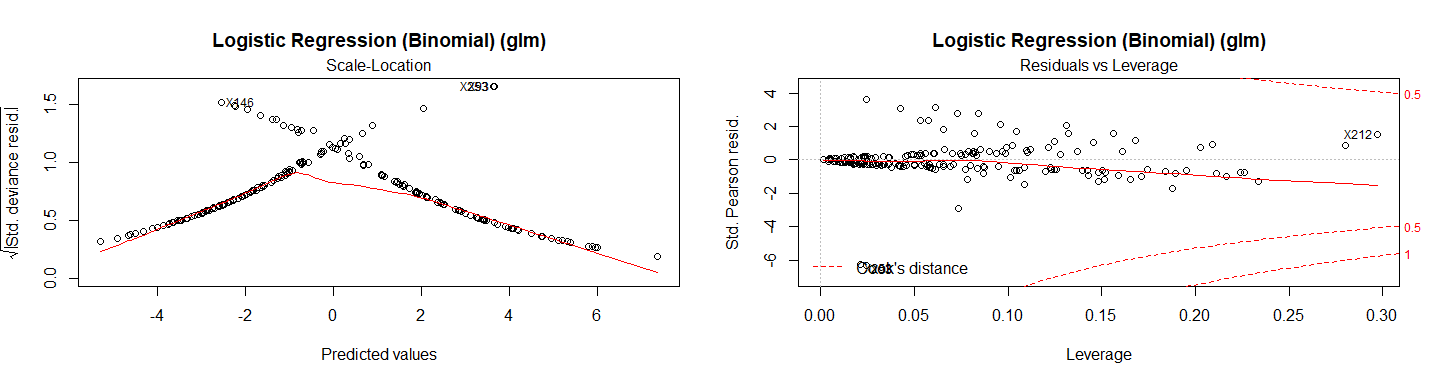 Logistic Regression (Binomial) (glm)
Scale-Location
√|Std. deviance resid.|
1.5
1.0
0.5
0.0
X146
-4
-2
0
2
4
6
Predicted values
Logistic Regression (Binomial) (glm)
Residuals vs Leverage
Std. Pearson resid.
4
2
0
-2
-4
-6
0.5
X212
0.5
1
Cook's distance
0.00
0.05
0.10
0.15
0.20
0.25
0.30
Leverage